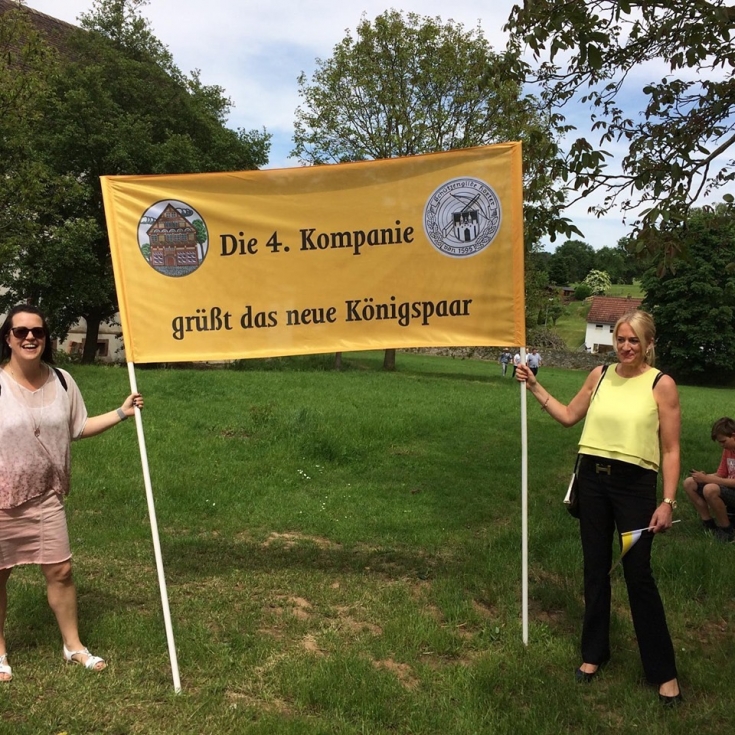 Die 4. Kompanie
grüßt das neue Königspaar